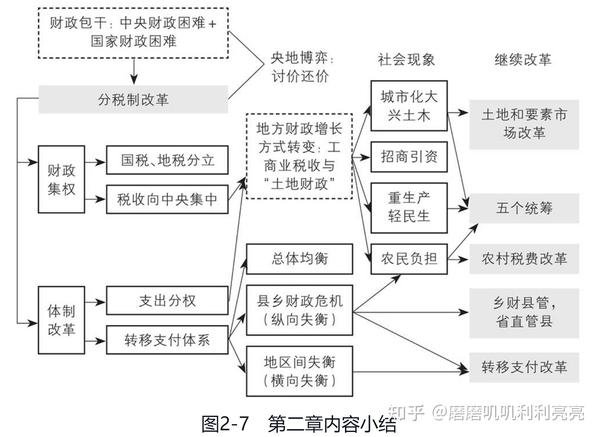 财政包干：中央财政困难+
国家财政困难
央地博弈：
讨价还价
社会现象
继续改革
分税制改革
财政
集权
国税、地税分立
税收向中央集中
地方财政增长
方式转变：工
商业税收与
“土地财政”
城市化大
兴土木
招商引资
重生产
轻民生
农民负担
土地和要素市
场改革
五个统筹
农村税费改革
体制
改革
支出分权
转移支付体系
总体均衡
县乡财政危机
（纵向失衡）
地区间失衡
（横向失衡）
乡财县管，
省直管县
转移支付改革
图2-7 第二章内容小结
知乎 @磨磨叽叽利利亮亮